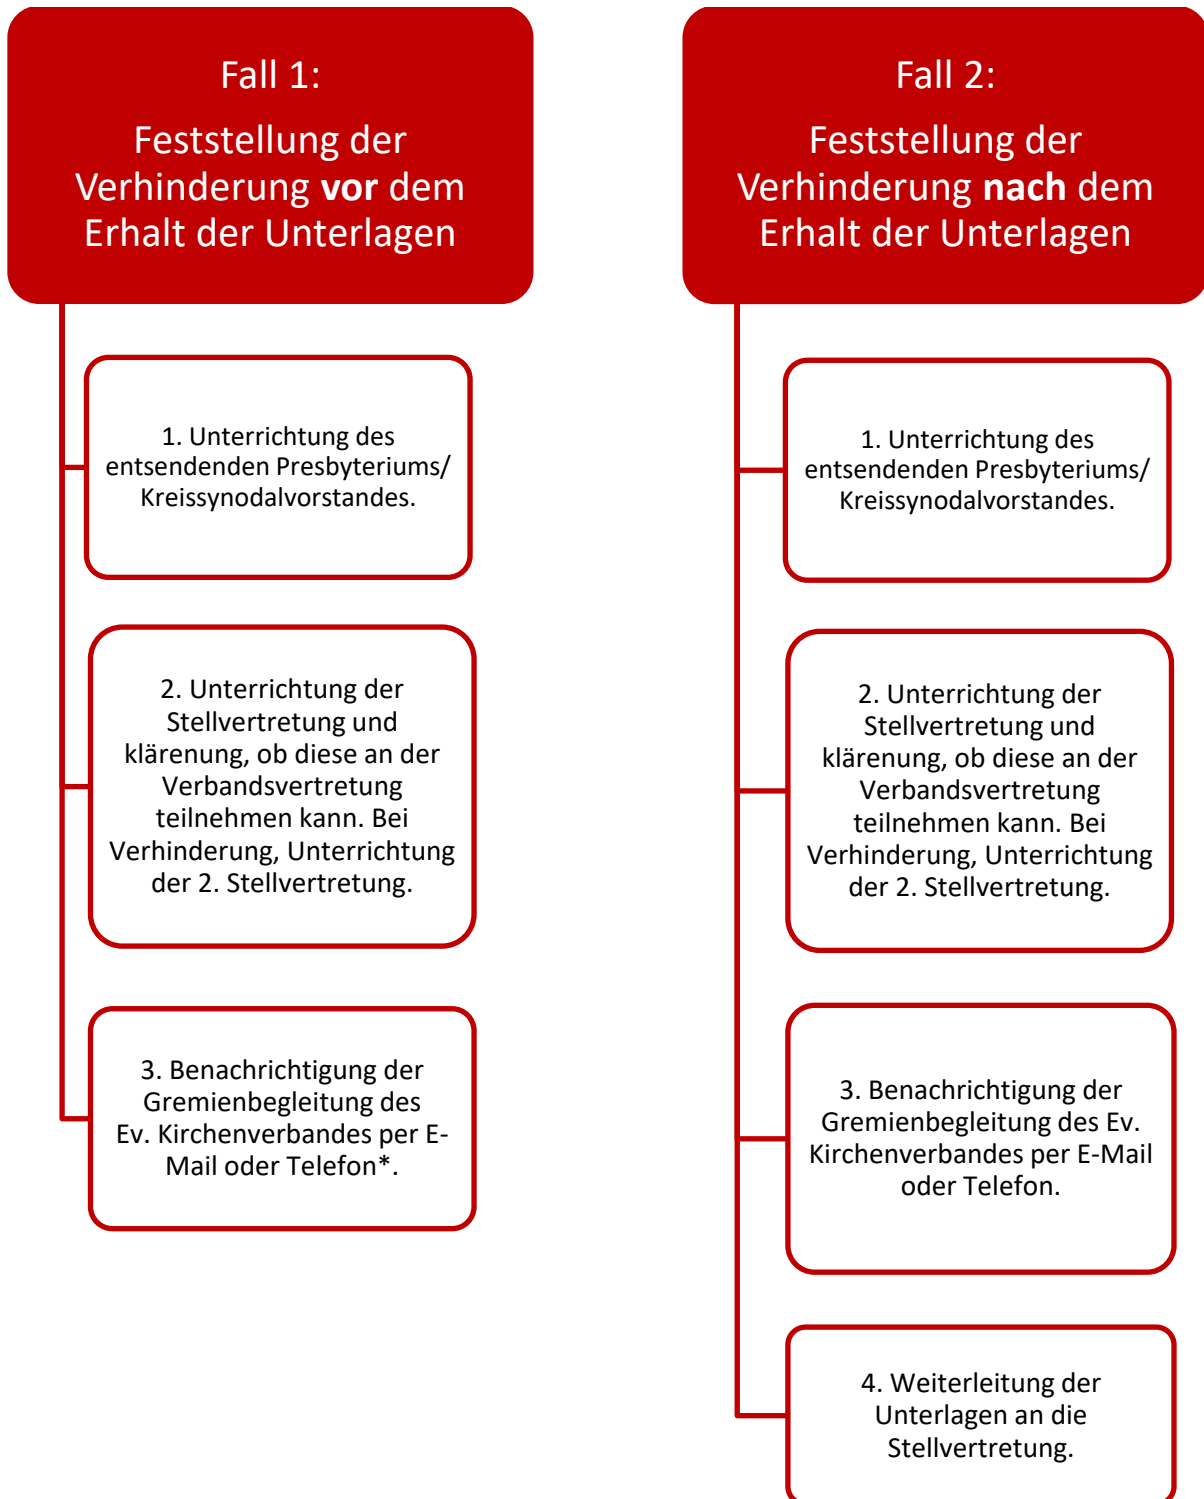 Fall 1:
Feststellung der
Verhinderung vor dem
Erhalt der Unterlagen
1. Unterrichtung des
entsendenden Presbyteriums/
Kreissynodalvorstandes.
2. Unterrichtung der
Stellvertretung und
klärenung, ob diese an der
Verbandsvertretung
teilnehmen kann. Bei
Verhinderung, Unterrichtung
der 2. Stellvertretung.
3. Benachrichtigung der
Gremienbegleitung des
Ev. Kirchenverbandes per E-
Mail oder Telefon*.
Fall 2:
Feststellung der
Verhinderung nach dem
Erhalt der Unterlagen
1. Unterrichtung des
entsendenden Presbyteriums/
Kreissynodalvorstandes.
2. Unterrichtung der
Stellvertretung und
klärenung, ob diese an der
Verbandsvertretung
teilnehmen kann. Bei
Verhinderung, Unterrichtung
der 2. Stellvertretung.
3. Benachrichtigung der
Gremienbegleitung des Ev.
Kirchenverbandes per E-Mail
oder Telefon.
4. Weiterleitung der
Unterlagen an die
Stellvertretung.